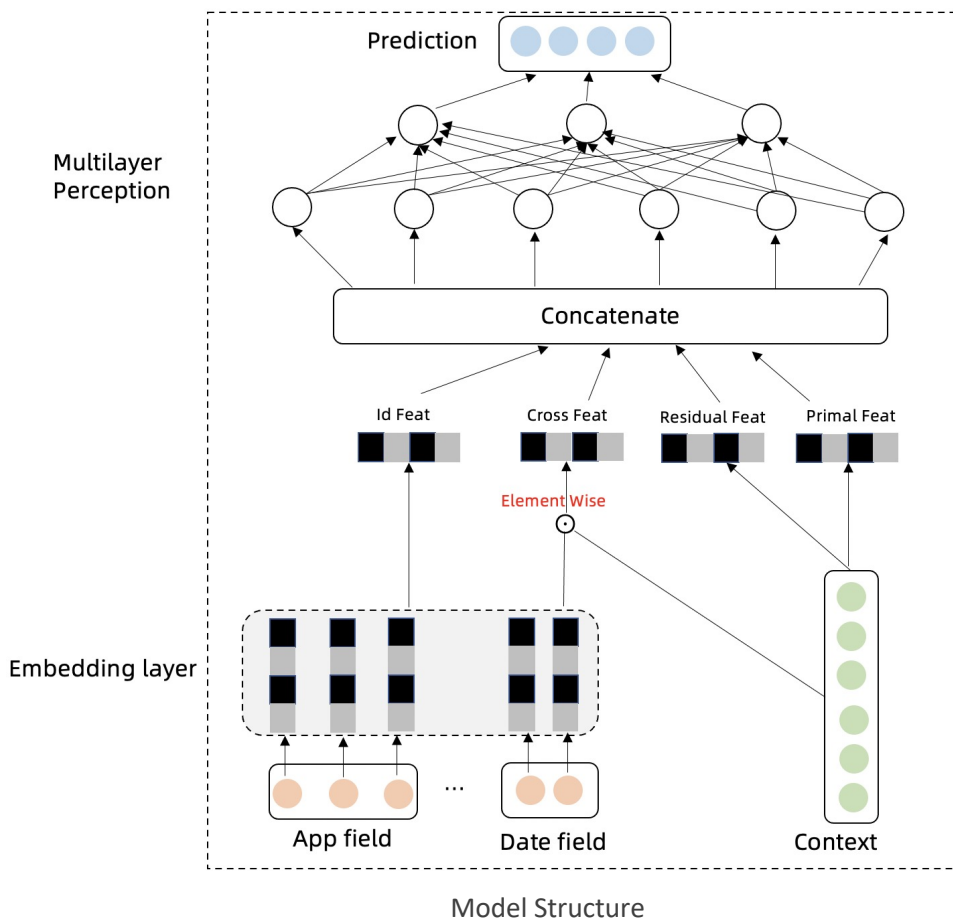 Prediction
Multilayer
Perception
Concatenate
Id Feat
Cross Feat
Residual Feat
Primal Feat
Element Wise
Embedding layer
...
App field
Date field
Context
Model Structure